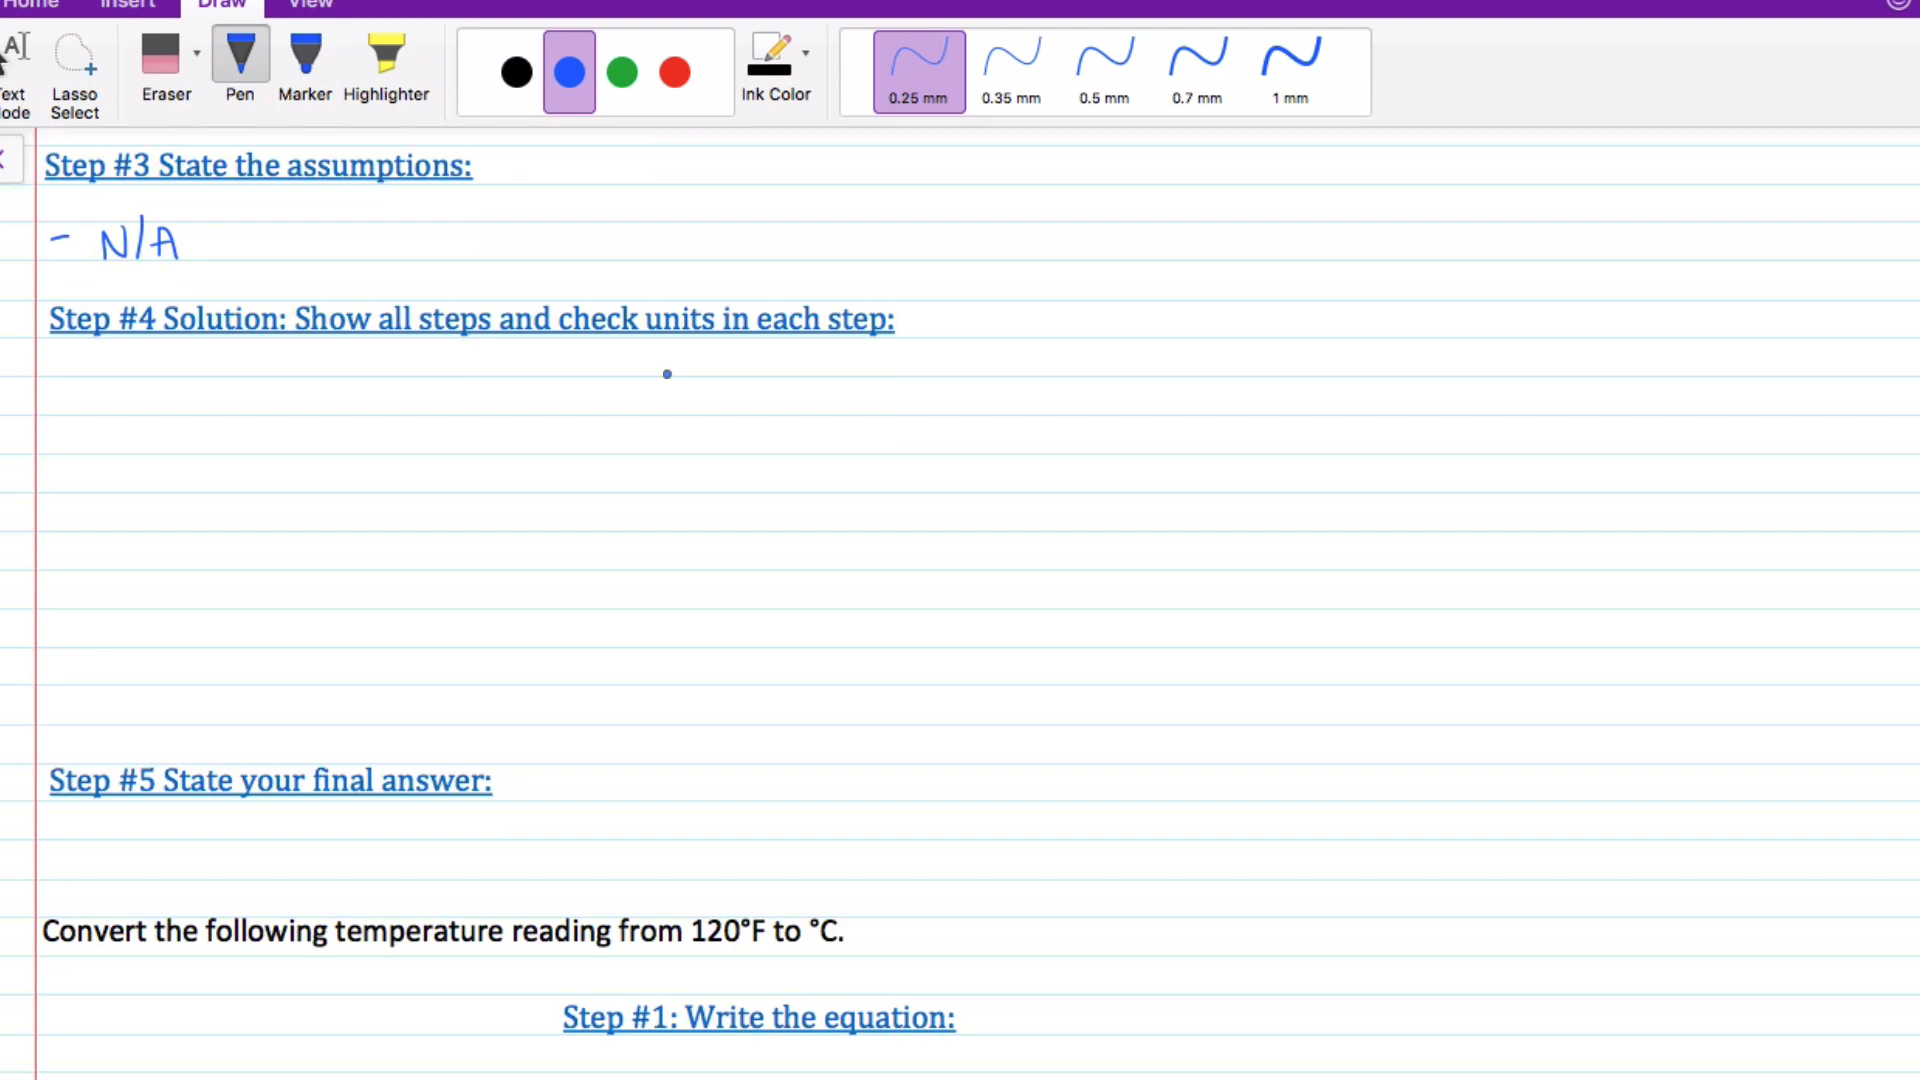 Home Insert Draw View
Text Mode
Lasso Select
Eraser
Pen
Marker
Highlighter
Ink Color
0.25 mm
0.35 mm
0.5 mm
0.7 mm
1 mm
Step #3 State the assumptions:
- N/A
Step #4 Solution: Show all steps and check units in each step:
Step #5 State your final answer:
Convert the following temperature reading from 120°F to °C.
Step #1: Write the equation: